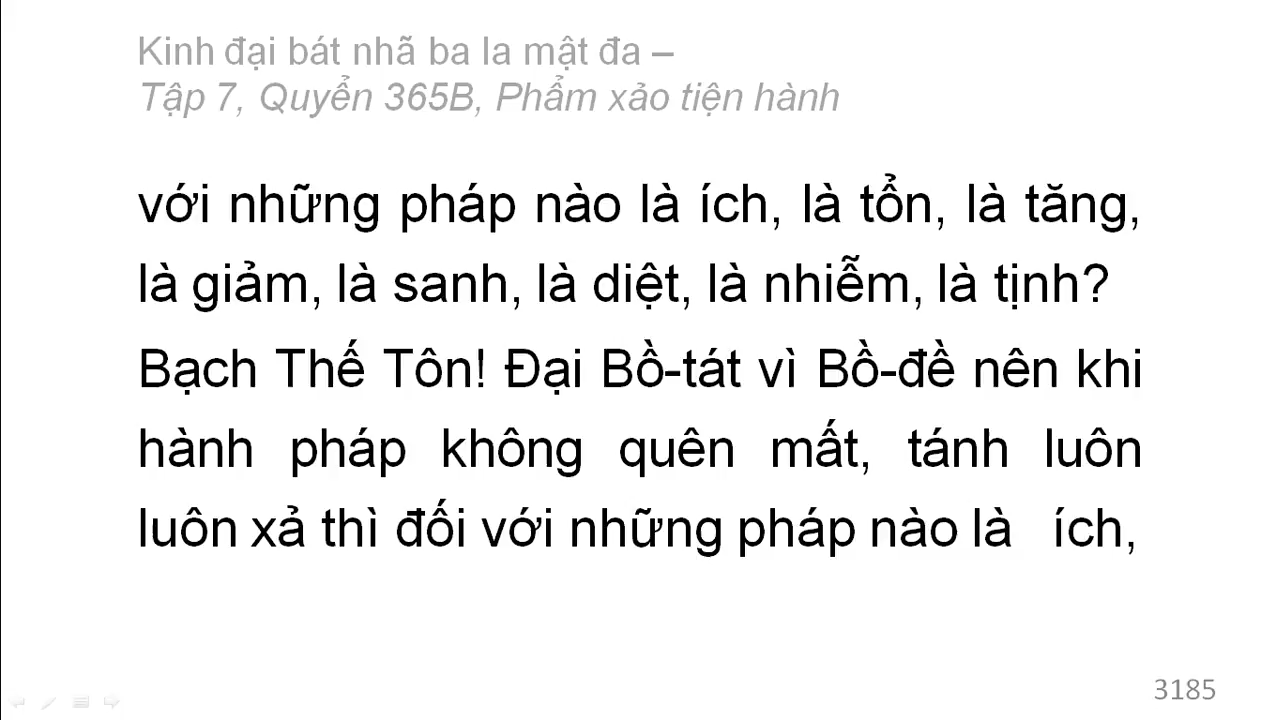 Kinh đại bát nhã ba la mật đa –
Tập 7, Quyển 365B, Phẩm xảo tiện hành
với những pháp nào là ích, là tổn, là tăng,
là giảm, là sanh, là diệt, là nhiễm, là tịnh?
Bạch Thế Tôn! Đại Bồ-tát vì Bồ-đề nên khi
hành pháp không quên mất, tánh luôn
luôn xả thì đối với những pháp nào là ích,
3185